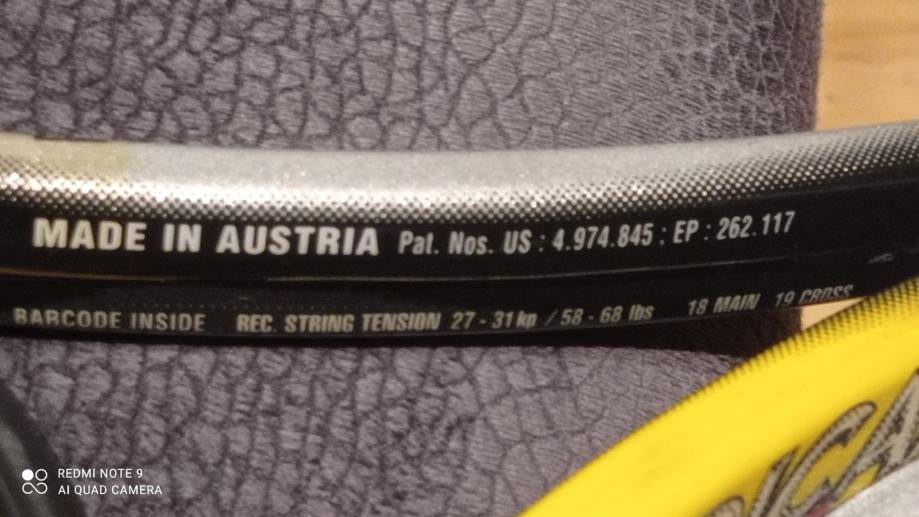 MADE IN AUSTRIA Pat. Nos. US : 4.974.845 ; EP : 262.117
BARCODE INSIDE REC. STRING TENSION 27 - 31 kp / 58 - 68 lbs 18 MAIN 19 CROSS
REDMI NOTE 9
AI QUAD CAMERA